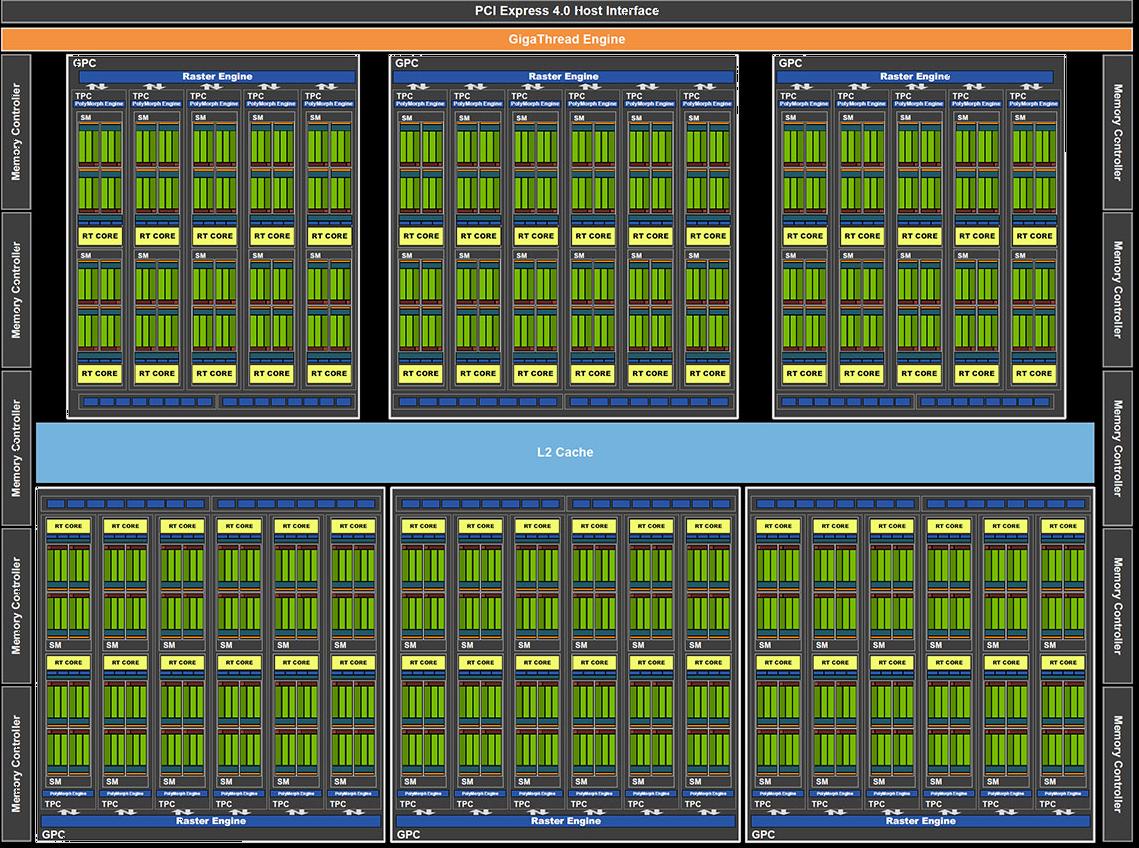 PCI Express 4.0 Host Interface
GigaThread Engine
Memory Controller
Memory Controller
Memory Controller
Memory Controller
Memory Controller
GPC
Raster Engine
TPC TPC TPC TPC TPC
PolyMorph Engine PolyMorph Engine PolyMorph Engine PolyMorph Engine PolyMorph Engine
SM SM SM SM SM
RT CORE RT CORE RT CORE RT CORE RT CORE
SM SM SM SM SM
RT CORE RT CORE RT CORE RT CORE RT CORE
GPC
Raster Engine
TPC TPC TPC TPC TPC TPC
PolyMorph Engine PolyMorph Engine PolyMorph Engine PolyMorph Engine PolyMorph Engine PolyMorph Engine
SM SM SM SM SM SM
RT CORE RT CORE RT CORE RT CORE RT CORE RT CORE
SM SM SM SM SM SM
RT CORE RT CORE RT CORE RT CORE RT CORE RT CORE
GPC
Raster Engine
TPC TPC TPC TPC TPC
PolyMorph Engine PolyMorph Engine PolyMorph Engine PolyMorph Engine PolyMorph Engine
SM SM SM SM SM
RT CORE RT CORE RT CORE RT CORE RT CORE
SM SM SM SM SM
RT CORE RT CORE RT CORE RT CORE RT CORE
L2 Cache
RT CORE RT CORE RT CORE RT CORE RT CORE RT CORE
SM SM SM SM SM SM
RT CORE RT CORE RT CORE RT CORE RT CORE RT CORE
SM SM SM SM SM SM
PolyMorph Engine PolyMorph Engine PolyMorph Engine PolyMorph Engine PolyMorph Engine PolyMorph Engine
TPC TPC TPC TPC TPC TPC
Raster Engine
GPC
RT CORE RT CORE RT CORE RT CORE RT CORE RT CORE
SM SM SM SM SM SM
RT CORE RT CORE RT CORE RT CORE RT CORE RT CORE
SM SM SM SM SM SM
PolyMorph Engine PolyMorph Engine PolyMorph Engine PolyMorph Engine PolyMorph Engine PolyMorph Engine
TPC TPC TPC TPC TPC TPC
Raster Engine
GPC
RT CORE RT CORE RT CORE RT CORE RT CORE RT CORE
SM SM SM SM SM SM
RT CORE RT CORE RT CORE RT CORE RT CORE RT CORE
SM SM SM SM SM SM
PolyMorph Engine PolyMorph Engine PolyMorph Engine PolyMorph Engine PolyMorph Engine PolyMorph Engine
TPC TPC TPC TPC TPC TPC
Raster Engine
GPC
Memory Controller
Memory Controller
Memory Controller
Memory Controller
Memory Controller